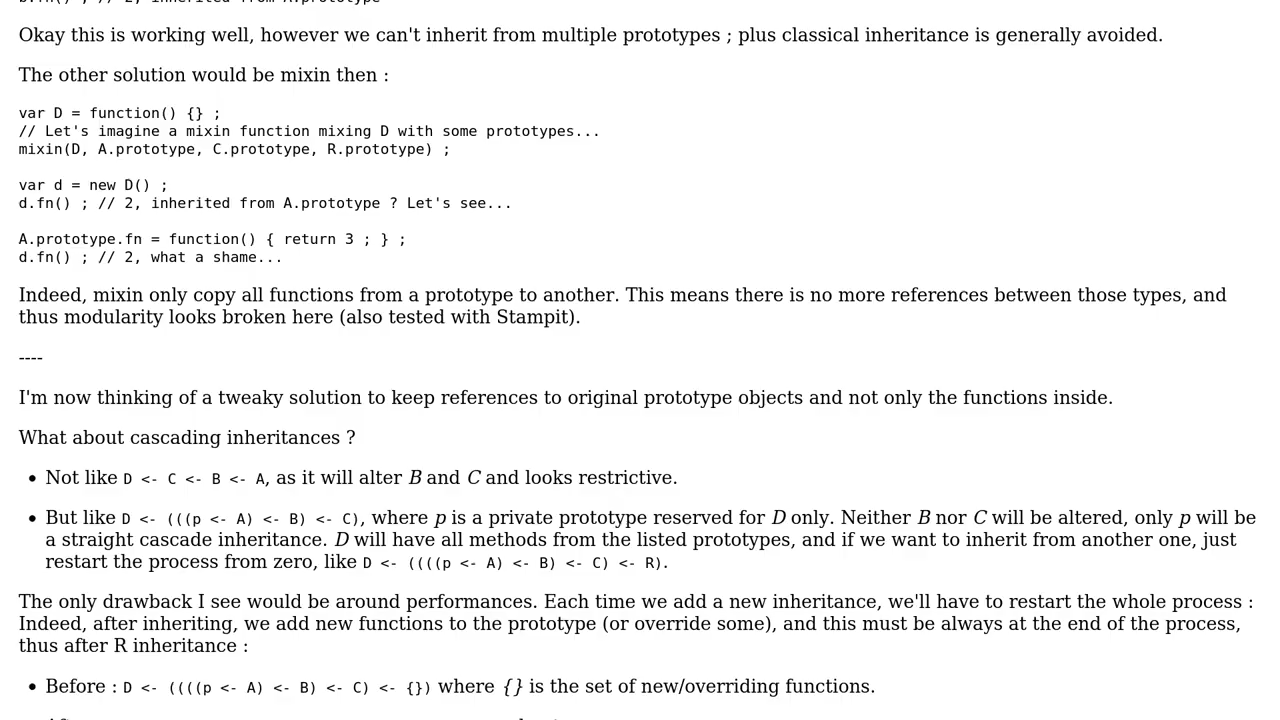 b.fn() ; // 2, inherited from A.prototype
Okay this is working well, however we can't inherit from multiple prototypes ; plus classical inheritance is generally avoided.
The other solution would be mixin then :
var D = function() {} ;
// Let's imagine a mixin function mixing D with some prototypes...
mixin(D, A.prototype, C.prototype, R.prototype) ;
var d = new D() ;
d.fn() ; // 2, inherited from A.prototype ? Let's see...
A.prototype.fn = function() { return 3 ; } ;
d.fn() ; // 2, what a shame...
Indeed, mixin only copy all functions from a prototype to another. This means there is no more references between those types, and
thus modularity looks broken here (also tested with Stampit).
----
I'm now thinking of a tweaky solution to keep references to original prototype objects and not only the functions inside.
What about cascading inheritances ?
• Not like D <- C <- B <- A, as it will alter B and C and looks restrictive.
• But like D <- (((p <- A) <- B) <- C), where p is a private prototype reserved for D only. Neither B nor C will be altered, only p will be
a straight cascade inheritance. D will have all methods from the listed prototypes, and if we want to inherit from another one, just
restart the process from zero, like D <- ((((p <- A) <- B) <- C) <- R).
The only drawback I see would be around performances. Each time we add a new inheritance, we'll have to restart the whole process :
Indeed, after inheriting, we add new functions to the prototype (or override some), and this must be always at the end of the process,
thus after R inheritance :
• Before : D <- ((((p <- A) <- B) <- C) <- {}) where {} is the set of new/overriding functions.